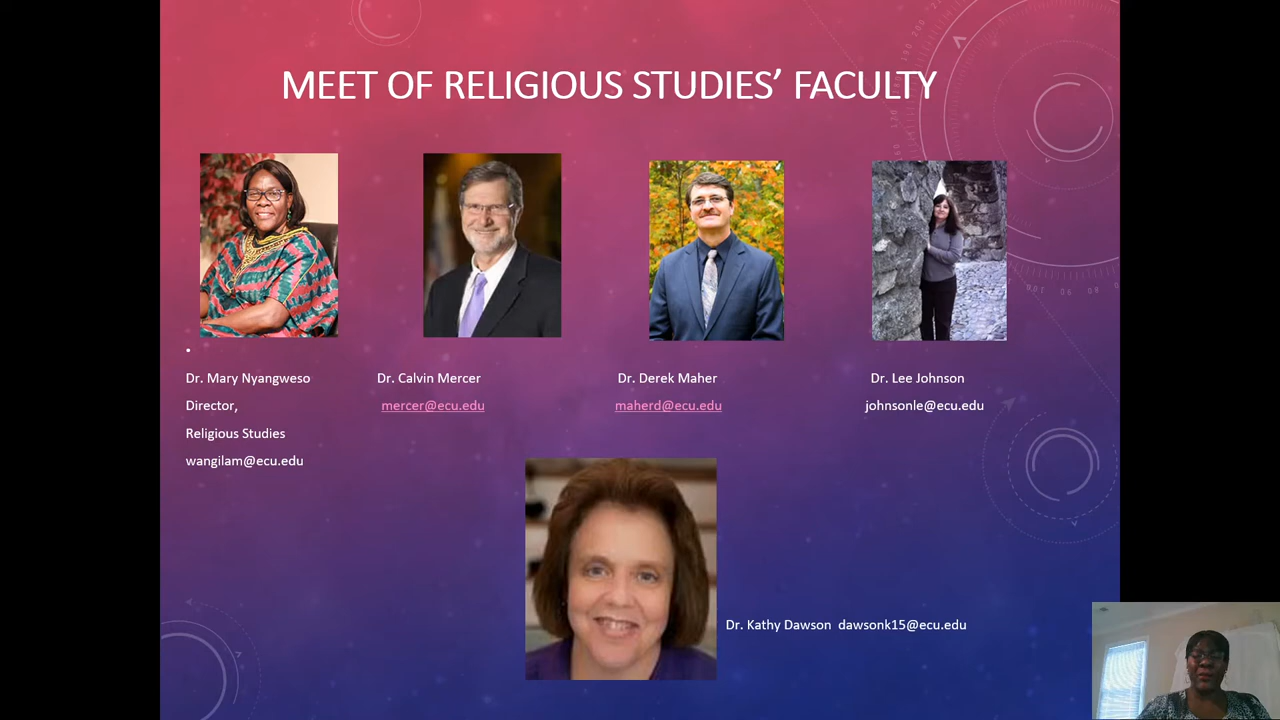 MEET OF RELIGIOUS STUDIES’ FACULTY
Dr. Mary Nyangweso
Director,
Religious Studies
wangilam@ecu.edu
Dr. Calvin Mercer
mercer@ecu.edu
Dr. Derek Maher
maherd@ecu.edu
Dr. Lee Johnson
johnsonle@ecu.edu
Dr. Kathy Dawson dawsonk15@ecu.edu